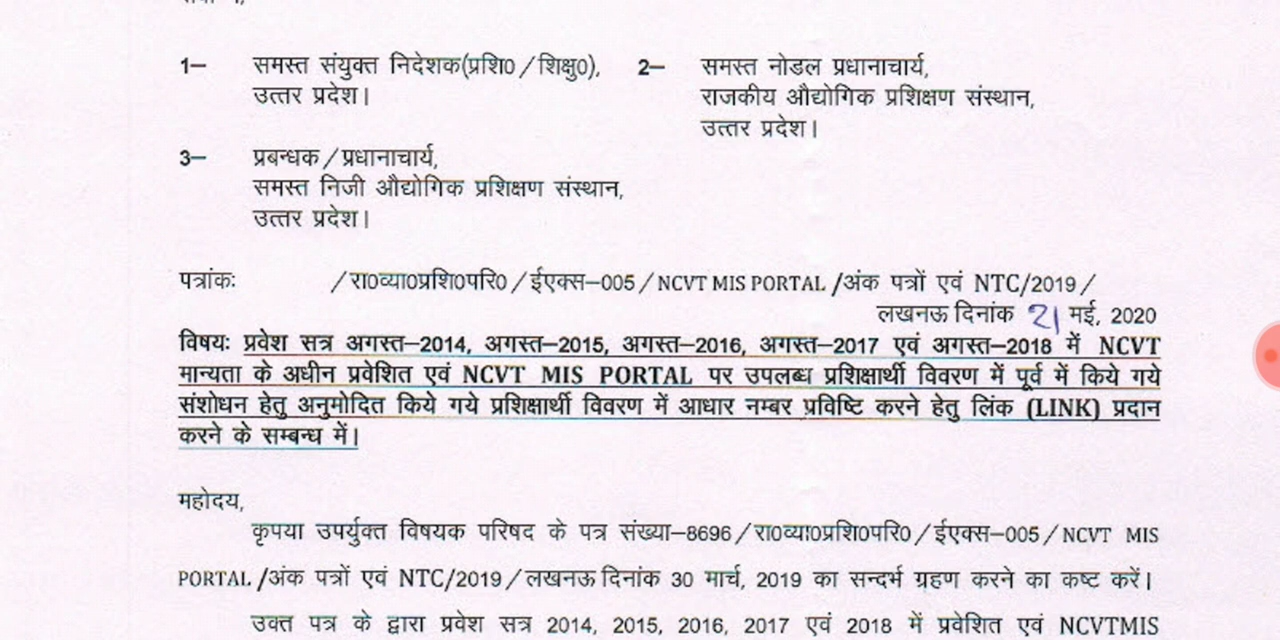 1– समस्त संयुक्त निदेशक(प्रशि0/शिक्षु0), 2– समस्त नोडल प्रधानाचार्य,
उत्तर प्रदेश। राजकीय औद्योगिक प्रशिक्षण संस्थान,
उत्तर प्रदेश।
3– प्रबन्धक/प्रधानाचार्य,
समस्त निजी औद्योगिक प्रशिक्षण संस्थान,
उत्तर प्रदेश।
पत्रांकः /रा0व्या0प्रशि0परि0/ईएक्स–005/NCVT MIS PORTAL/अंक पत्रों एवं NTC/2019/
लखनऊ दिनांक 21 मई, 2020
विषयः प्रवेश सत्र अगस्त–2014, अगस्त–2015, अगस्त–2016, अगस्त–2017 एवं अगस्त–2018 में NCVT
मान्यता के अधीन प्रवेशित एवं NCVT MIS PORTAL पर उपलब्ध प्रशिक्षार्थी विवरण में पूर्व में किये गये
संशोधन हेतु अनुमोदित किये गये प्रशिक्षार्थी विवरण में आधार नम्बर प्रविष्टि करने हेतु लिंक (LINK) प्रदान
करने के सम्बन्ध में।
महोदय,
कृपया उपर्युक्त विषयक परिषद के पत्र संख्या–8696/रा0व्या0प्रशि0परि0/ईएक्स–005/NCVT MIS
PORTAL/अंक पत्रों एवं NTC/2019/लखनऊ दिनांक 30 मार्च, 2019 का सन्दर्भ ग्रहण करने का कष्ट करें।
उक्त पत्र के द्वारा प्रवेश सत्र 2014, 2015, 2016, 2017 एवं 2018 में प्रवेशित एवं NCVTMIS